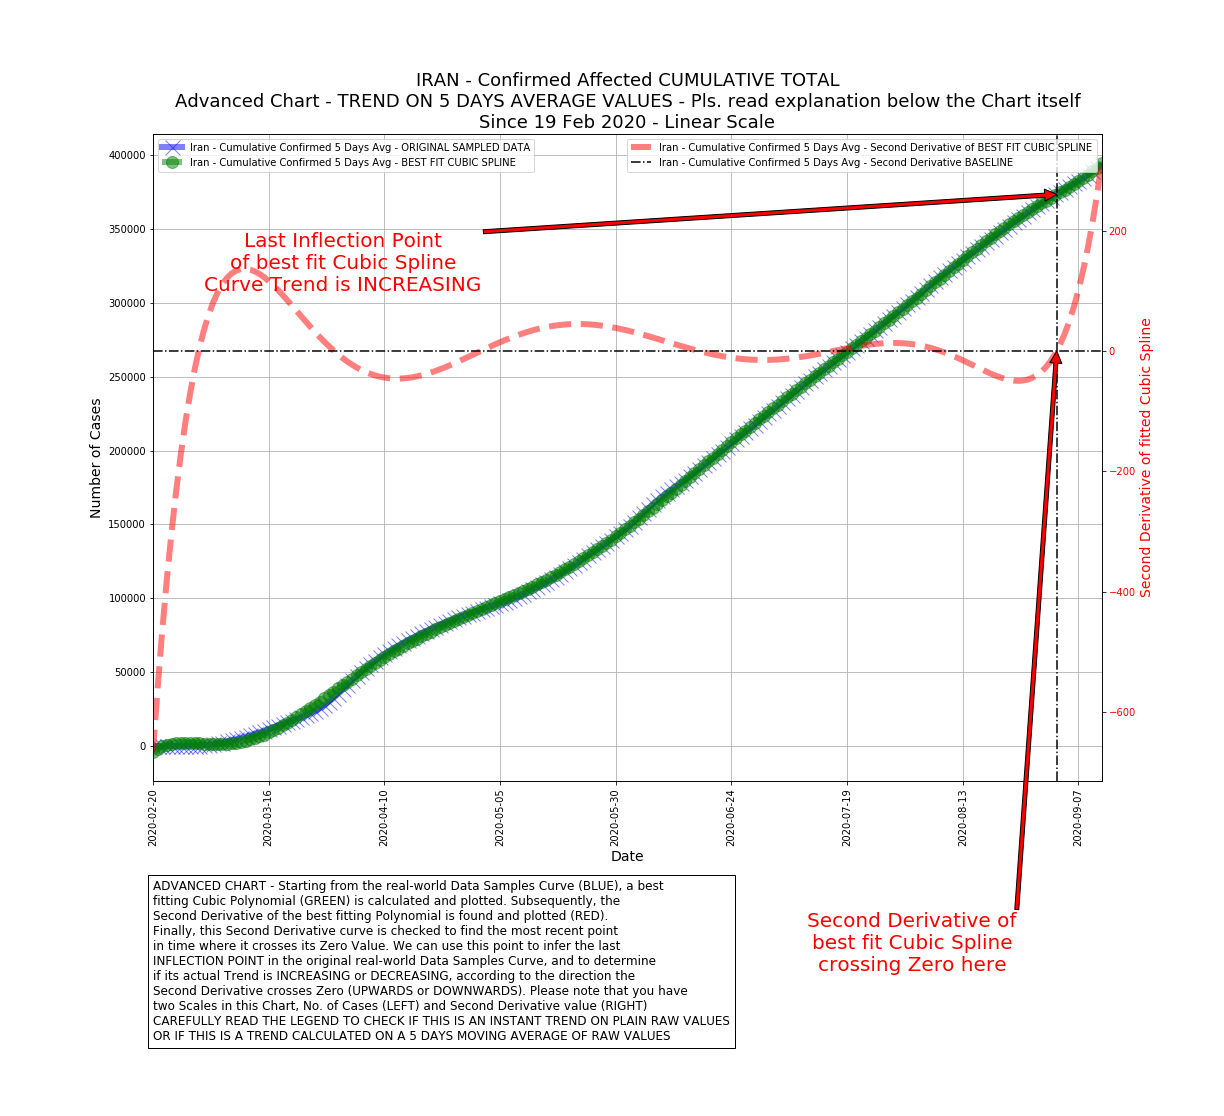 IRAN - Confirmed Affected CUMULATIVE TOTAL
Advanced Chart - TREND ON 5 DAYS AVERAGE VALUES - Pls. read explanation below the Chart itself
Since 19 Feb 2020 - Linear Scale
Iran - Cumulative Confirmed 5 Days Avg - ORIGINAL SAMPLED DATA
Iran - Cumulative Confirmed 5 Days Avg - BEST FIT CUBIC SPLINE
Iran - Cumulative Confirmed 5 Days Avg - Second Derivative of BEST FIT CUBIC SPLINE
Iran - Cumulative Confirmed 5 Days Avg - Second Derivative BASELINE
Last Inflection Point
of best fit Cubic Spline
Curve Trend is INCREASING
Number of Cases
400000
350000
300000
250000
200000
150000
100000
50000
0
200
0
−200
−400
−600
Second Derivative of fitted Cubic Spline
2020-02-20
2020-03-16
2020-04-10
2020-05-05
2020-05-30
2020-06-24
2020-07-19
2020-08-13
2020-09-07
Date
ADVANCED CHART - Starting from the real-world Data Samples Curve (BLUE), a best
fitting Cubic Polynomial (GREEN) is calculated and plotted. Subsequently, the
Second Derivative of the best fitting Polynomial is found and plotted (RED).
Finally, this Second Derivative curve is checked to find the most recent point
in time where it crosses its Zero Value. We can use this point to infer the last
INFLECTION POINT in the original real-world Data Samples Curve, and to determine
if its actual Trend is INCREASING or DECREASING, according to the direction the
Second Derivative crosses Zero (UPWARDS or DOWNWARDS). Please note that you have
two Scales in this Chart, No. of Cases (LEFT) and Second Derivative value (RIGHT)
CAREFULLY READ THE LEGEND TO CHECK IF THIS IS AN INSTANT TREND ON PLAIN RAW VALUES
OR IF THIS IS A TREND CALCULATED ON A 5 DAYS MOVING AVERAGE OF RAW VALUES
Second Derivative of
best fit Cubic Spline
crossing Zero here